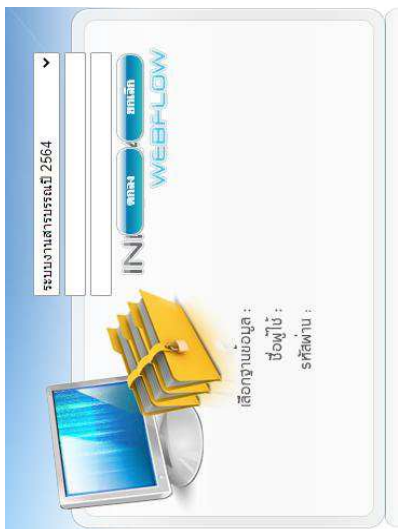 ระบบงานสารบรรณปี 2564
ตกลง ยกเลิก
INI
WEBFLOW
เลือกฐานข้อมูล :
ชื่อผู้ใช้ :
รหัสผ่าน :